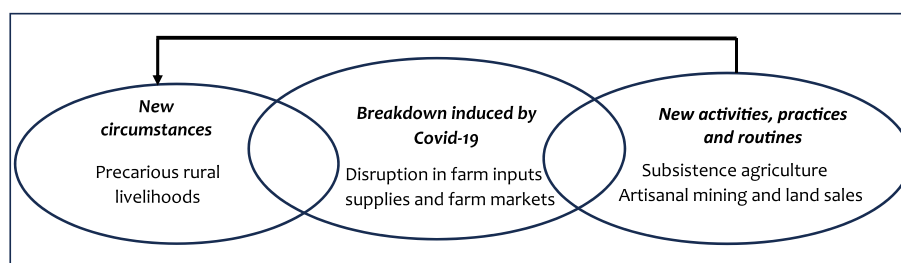 New
circumstances
Precarious rural
livelihoods
Breakdown induced by
Covid-19
Disruption in farm inputs
supplies and farm markets
New activities, practices
and routines
Subsistence agriculture
Artisanal mining and land sales